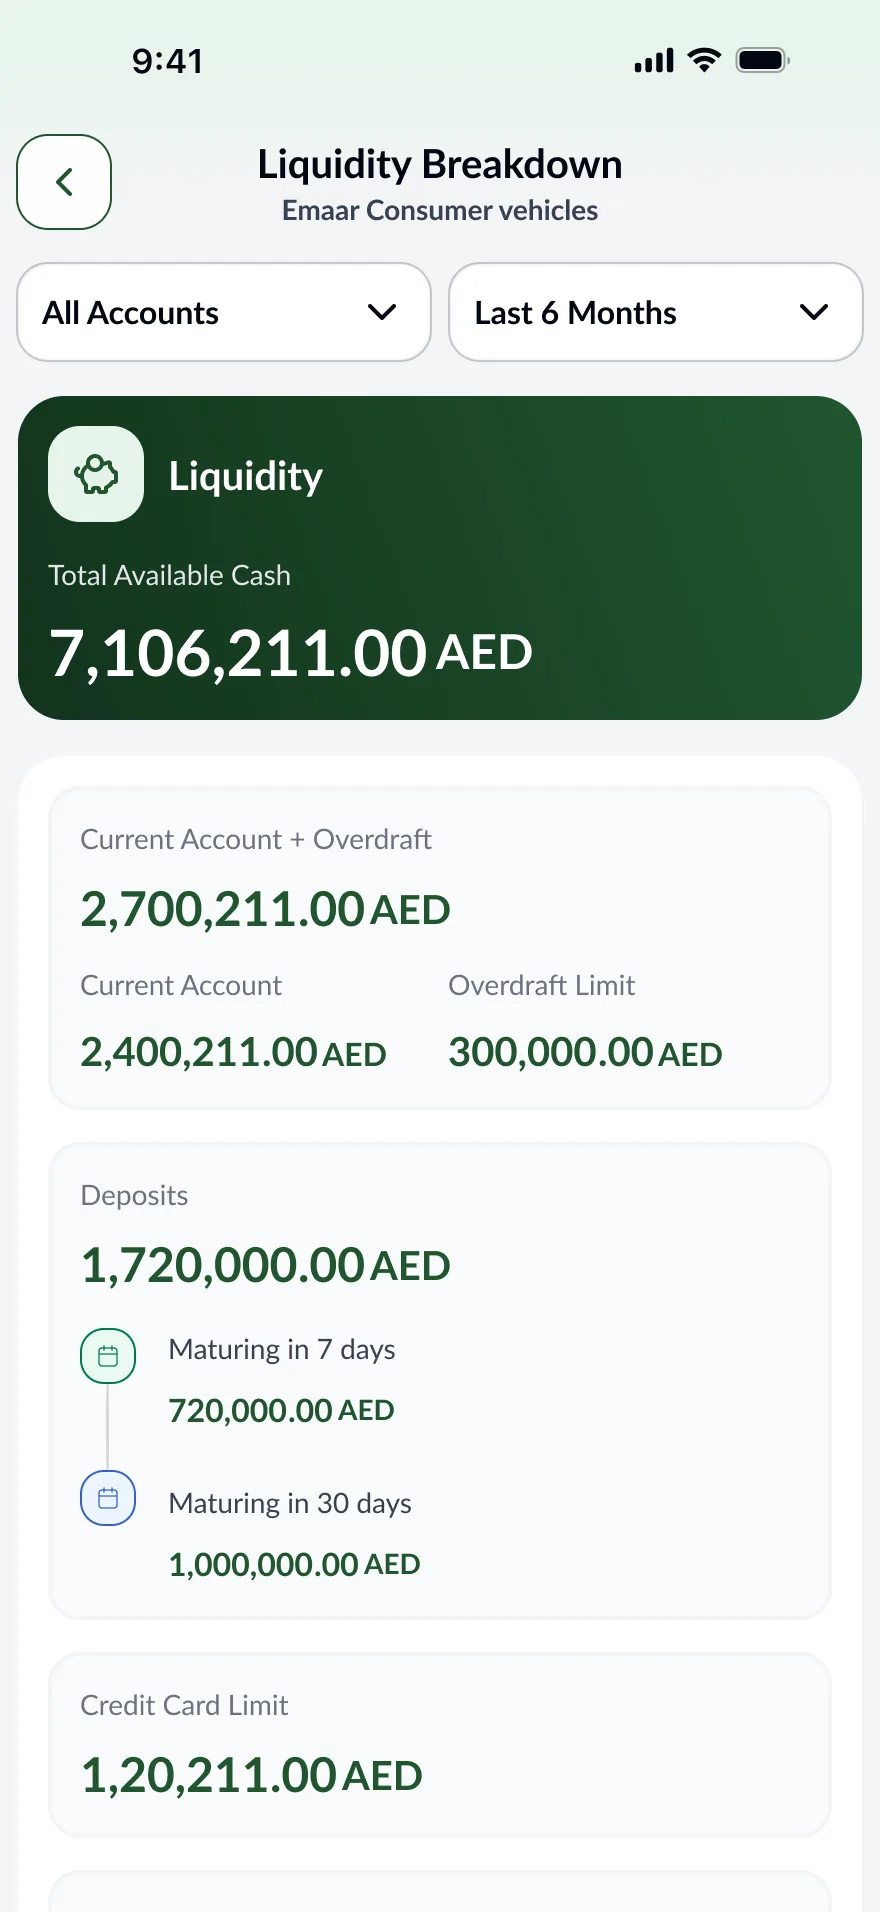 9:41
Liquidity Breakdown
Emaar Consumer vehicles
All Accounts
Last 6 Months
Liquidity
Total Available Cash
7,106,211.00 AED
Current Account + Overdraft
2,700,211.00 AED
Current Account
Overdraft Limit
2,400,211.00 AED
300,000.00 AED
Deposits
1,720,000.00 AED
Maturing in 7 days
720,000.00 AED
Maturing in 30 days
1,000,000.00 AED
Credit Card Limit
1,20,211.00 AED